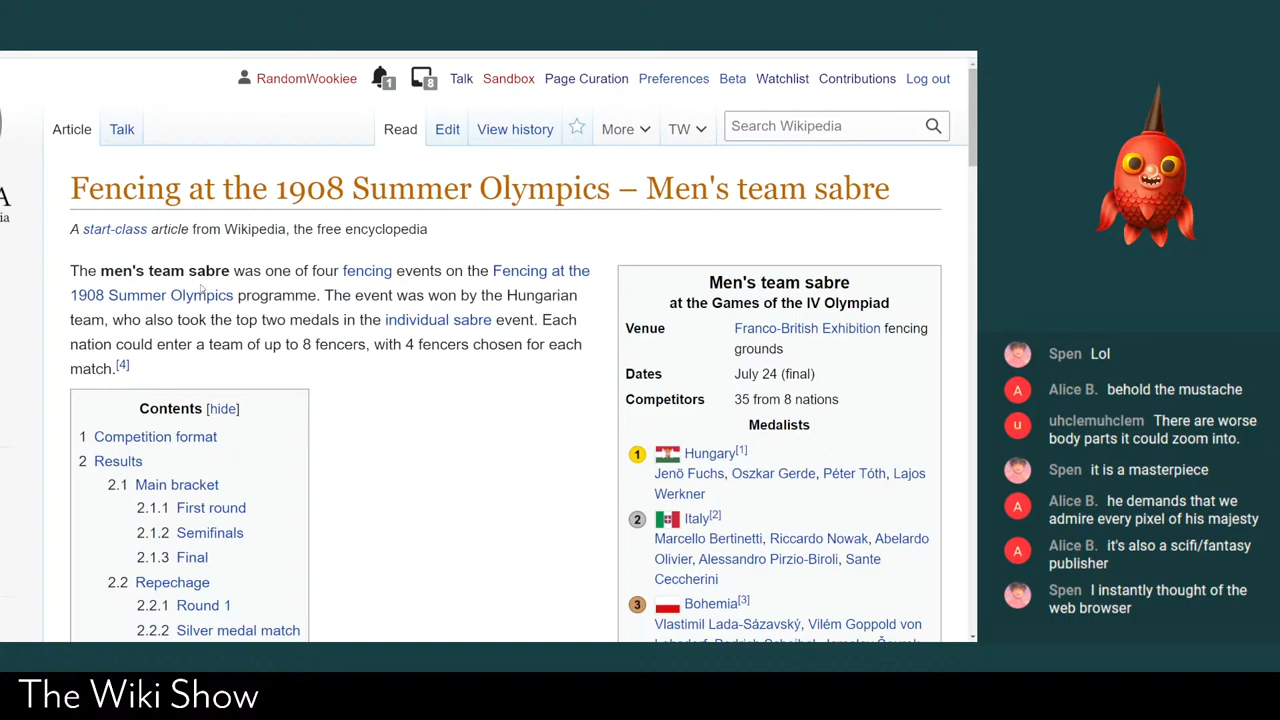 RandomWookiee 1 8 Talk Sandbox Page Curation Preferences Beta Watchlist Contributions Log out
Article Talk Read Edit View history More TW Search Wikipedia
A
ia
Fencing at the 1908 Summer Olympics – Men's team sabre
A start-class article from Wikipedia, the free encyclopedia
The men's team sabre was one of four fencing events on the Fencing at the
1908 Summer Olympics programme. The event was won by the Hungarian
team, who also took the top two medals in the individual sabre event. Each
nation could enter a team of up to 8 fencers, with 4 fencers chosen for each
match.[4]
Contents [hide]
1 Competition format
2 Results
2.1 Main bracket
2.1.1 First round
2.1.2 Semifinals
2.1.3 Final
2.2 Repechage
2.2.1 Round 1
2.2.2 Silver medal match
Men's team sabre
at the Games of the IV Olympiad
Venue Franco-British Exhibition fencing
grounds
Dates July 24 (final)
Competitors 35 from 8 nations
Medalists
1 Hungary[1]
Jenő Fuchs, Oszkar Gerde, Péter Tóth, Lajos
Werkner
2 Italy[2]
Marcello Bertinetti, Riccardo Nowak, Abelardo
Olivier, Alessandro Pirzio-Biroli, Sante
Ceccherini
3 Bohemia[3]
Vlastimil Lada-Sázavský, Vilém Goppold von
Spen Lol
A Alice B. behold the mustache
u uhclemuhclem There are worse
body parts it could zoom into.
Spen it is a masterpiece
A Alice B. he demands that we
admire every pixel of his majesty
A Alice B. it's also a scifi/fantasy
publisher
Spen I instantly thought of the
web browser
The Wiki Show